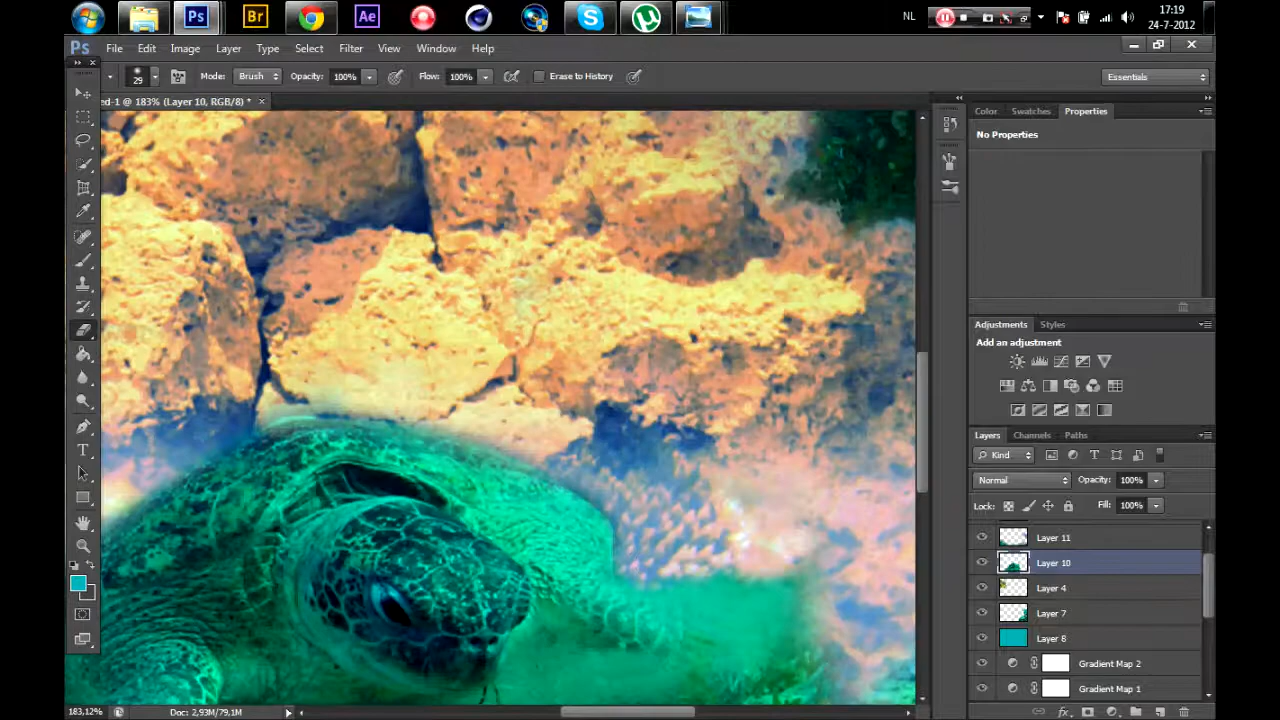 Br
Ps
Ae
NL
17:19
24-7-2012
Ps File Edit Image Layer Type Select Filter View Window Help
29 Mode: Brush Opacity: 100% Flow: 100% Erase to History Essentials
ed-1 @ 183% (Layer 10, RGB/8) * ×
Color Swatches Properties
No Properties
Adjustments Styles
Add an adjustment
Layers Channels Paths
Kind
Normal Opacity: 100%
Lock: Fill: 100%
Layer 11
Layer 10
Layer 4
Layer 7
Layer 8
Gradient Map 2
Gradient Map 1
183,12% Doc: 2,93M/79,1M